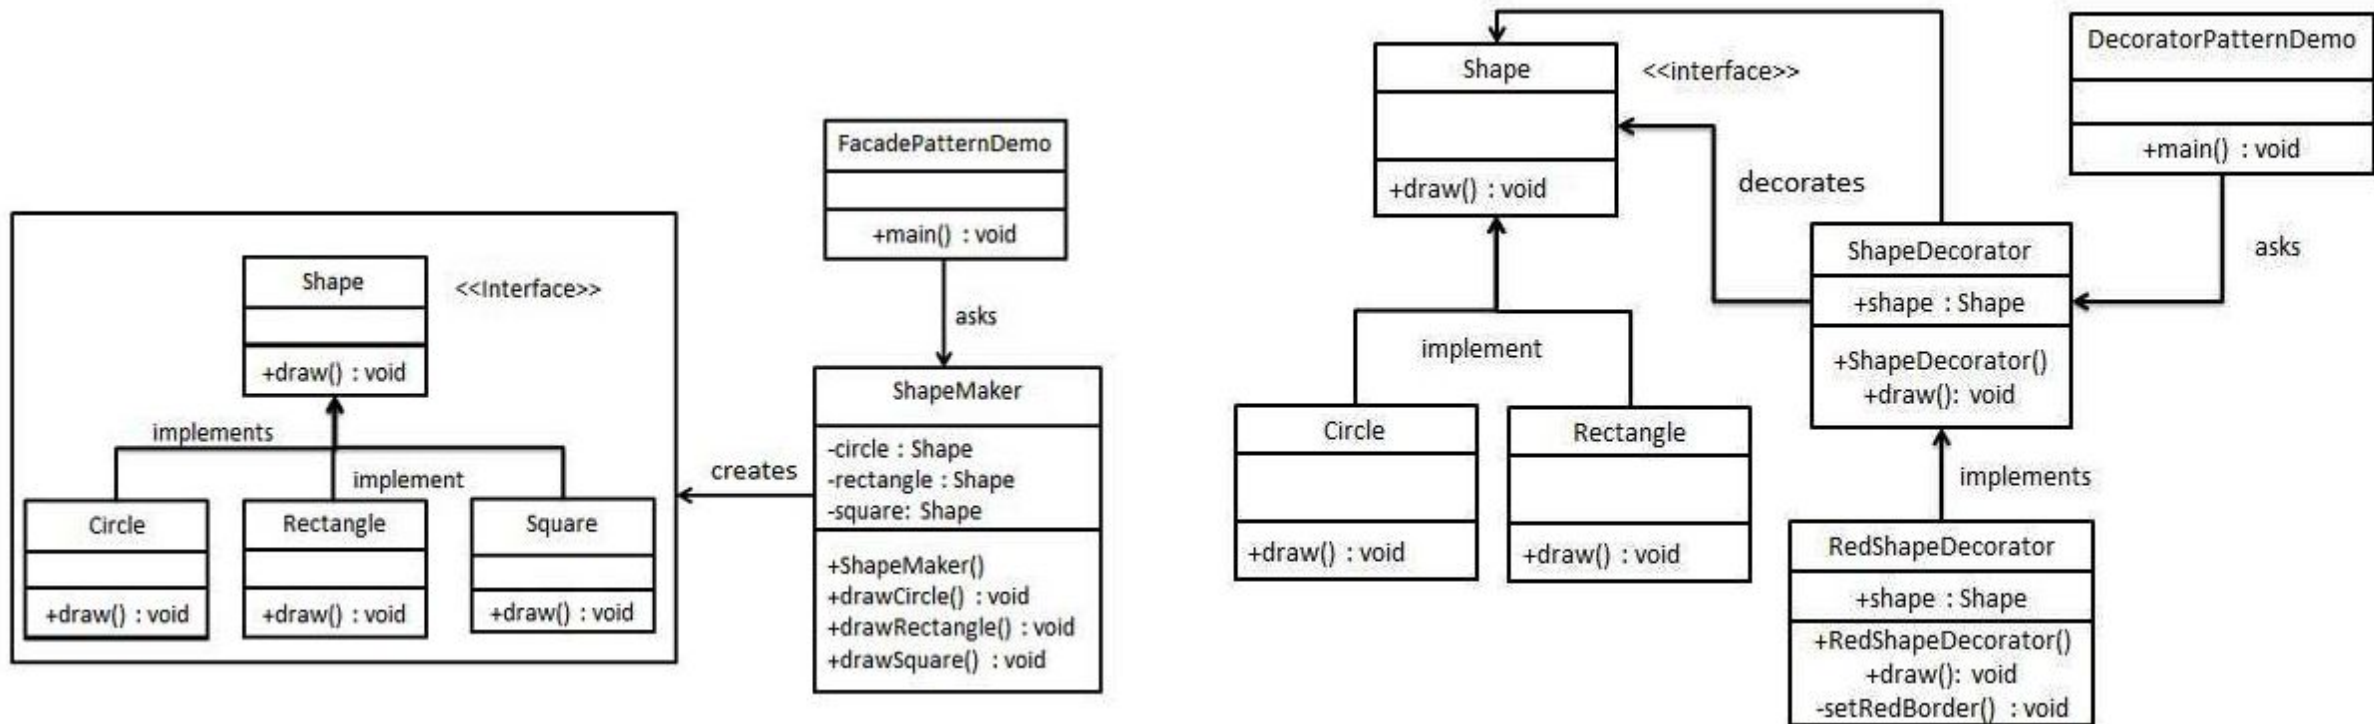 FacadePatternDemo
+main() : void
asks
Shape
<<Interface>>
+draw() : void
implements
implement
Circle
+draw() : void
Rectangle
+draw() : void
Square
+draw() : void
creates
ShapeMaker
-circle : Shape
-rectangle : Shape
-square: Shape
+ShapeMaker()
+drawCircle() : void
+drawRectangle() : void
+drawSquare() : void
Shape
<<interface>>
+draw() : void
decorates
DecoratorPatternDemo
+main() : void
asks
implement
Circle
+draw() : void
Rectangle
+draw() : void
ShapeDecorator
+shape : Shape
+ShapeDecorator()
+draw(): void
implements
RedShapeDecorator
+shape : Shape
+RedShapeDecorator()
+draw(): void
-setRedBorder() : void